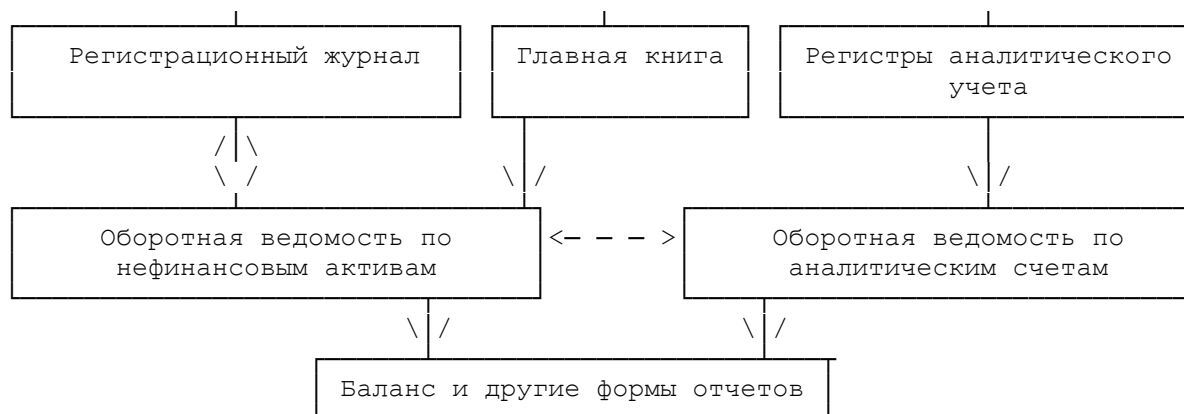 Регистрационный журнал
Главная книга
Регистры аналитического
учета
Оборотная ведомость по
нефинансовым активам
Оборотная ведомость по
аналитическим счетам
Баланс и другие формы отчетов